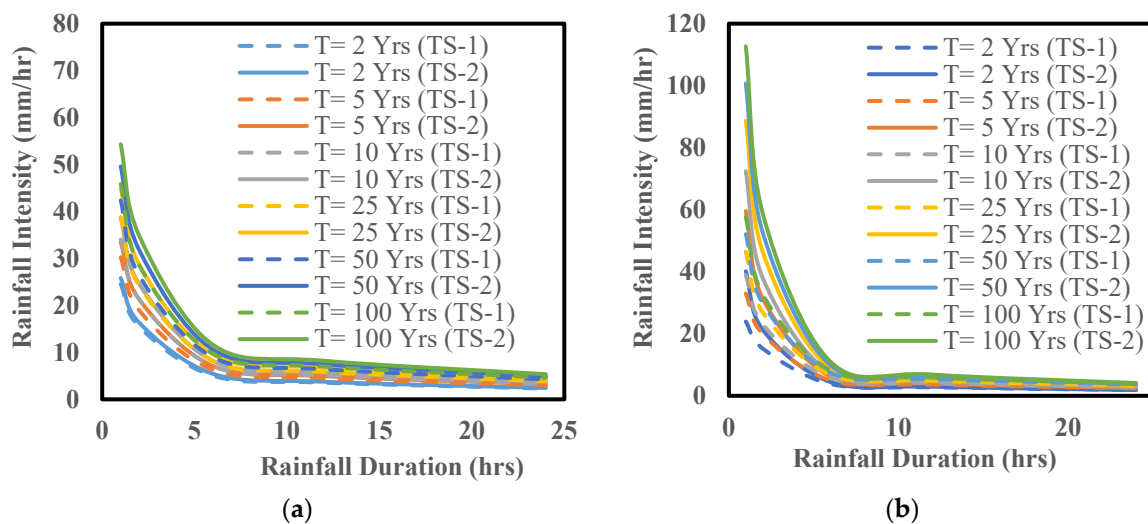 80
70
60
50
40
30
20
10
0
Rainfall Intensity (mm/hr)
T= 2 Yrs (TS-1)
T= 2 Yrs (TS-2)
T= 5 Yrs (TS-1)
T= 5 Yrs (TS-2)
T= 10 Yrs (TS-1)
T= 10 Yrs (TS-2)
T= 25 Yrs (TS-1)
T= 25 Yrs (TS-2)
T= 50 Yrs (TS-1)
T= 50 Yrs (TS-2)
T= 100 Yrs (TS-1)
T= 100 Yrs (TS-2)
0 5 10 15 20 25
Rainfall Duration (hrs)
(a)
120
100
80
60
40
20
0
Rainfall Intensity (mm/hr)
T= 2 Yrs (TS-1)
T= 2 Yrs (TS-2)
T= 5 Yrs (TS-1)
T= 5 Yrs (TS-2)
T= 10 Yrs (TS-1)
T= 10 Yrs (TS-2)
T= 25 Yrs (TS-1)
T= 25 Yrs (TS-2)
T= 50 Yrs (TS-1)
T= 50 Yrs (TS-2)
T= 100 Yrs (TS-1)
T= 100 Yrs (TS-2)
0 10 20
Rainfall Duration (hrs)
(b)